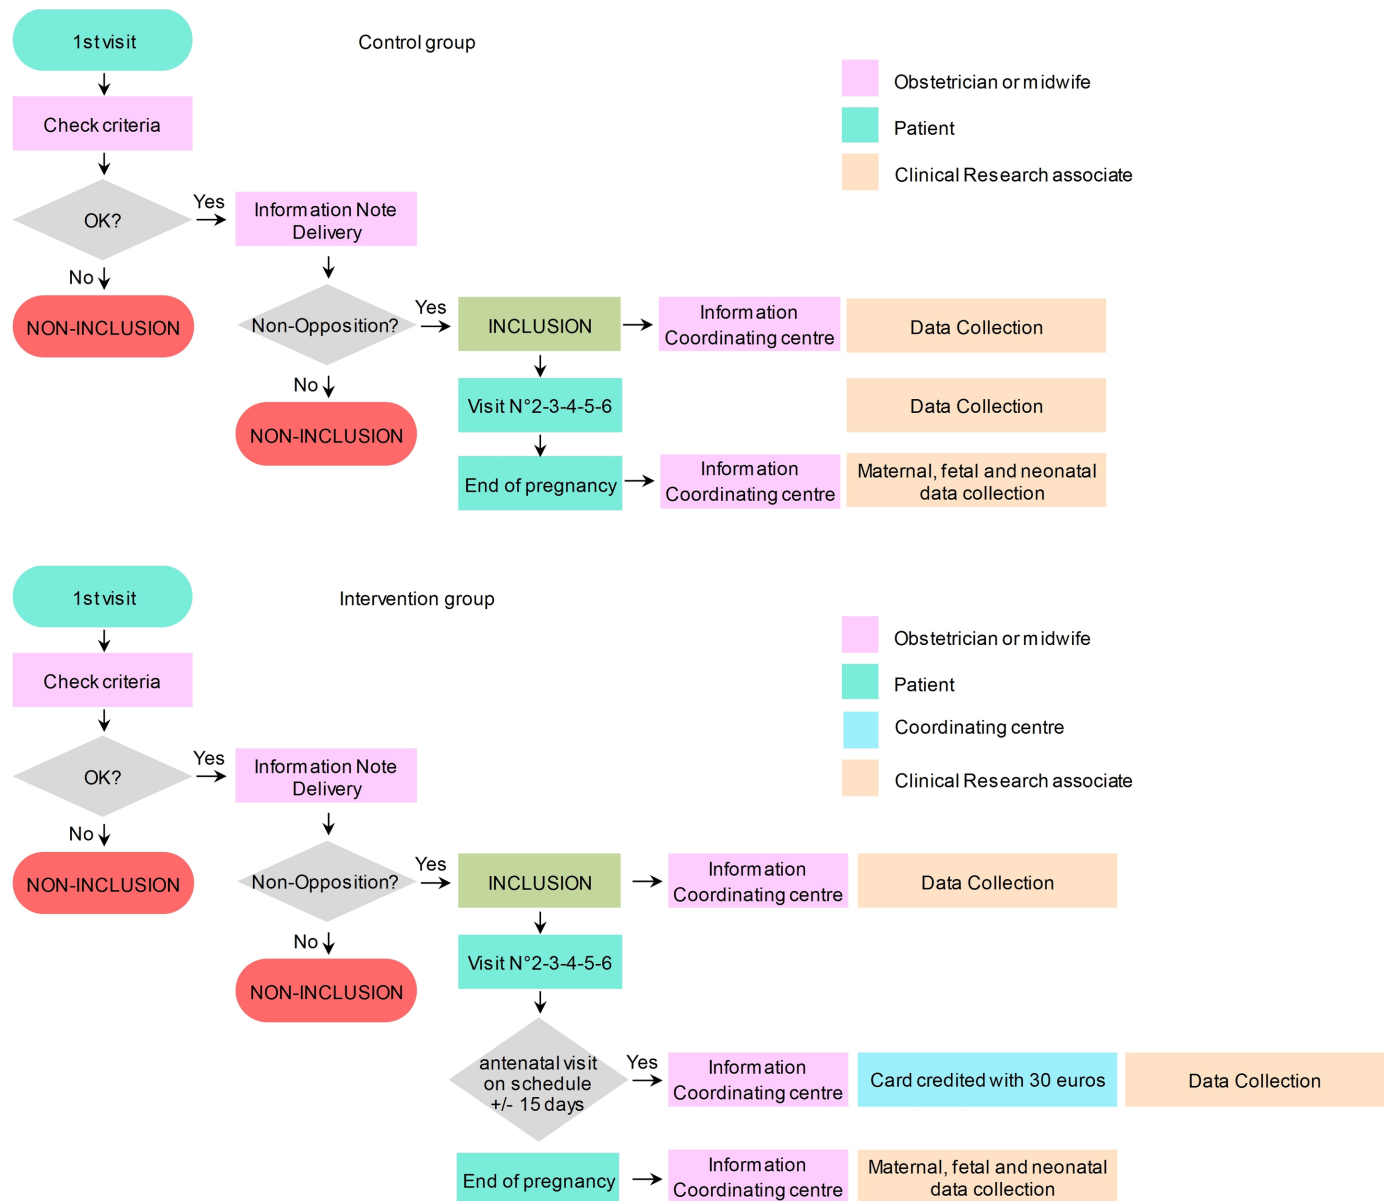 1st visit
Control group
Obstetrician or midwife
Check criteria
Patient
Clinical Research associate
OK?
Yes
Information Note
Delivery
No
NON-INCLUSION
Non-Opposition?
Yes
INCLUSION
Information
Coordinating centre
Data Collection
No
NON-INCLUSION
Visit N°2-3-4-5-6
Data Collection
End of pregnancy
Information
Coordinating centre
Maternal, fetal and neonatal
data collection
1st visit
Intervention group
Obstetrician or midwife
Check criteria
Patient
Coordinating centre
Clinical Research associate
OK?
Yes
Information Note
Delivery
No
NON-INCLUSION
Non-Opposition?
Yes
INCLUSION
Information
Coordinating centre
Data Collection
No
NON-INCLUSION
Visit N°2-3-4-5-6
antenatal visit
on schedule
+/- 15 days
Yes
Information
Coordinating centre
Card credited with 30 euros
Data Collection
End of pregnancy
Information
Coordinating centre
Maternal, fetal and neonatal
data collection